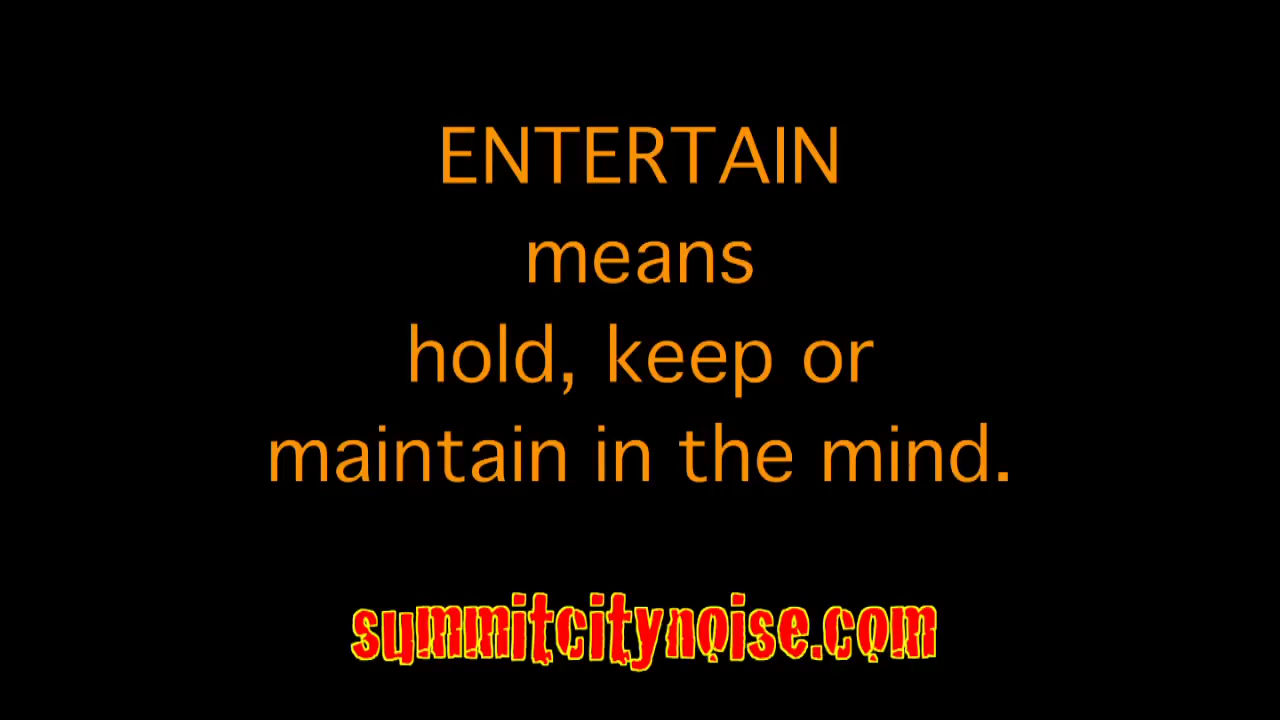 ENTERTAIN
means
hold, keep or
maintain in the mind.
summitcitynoise.com